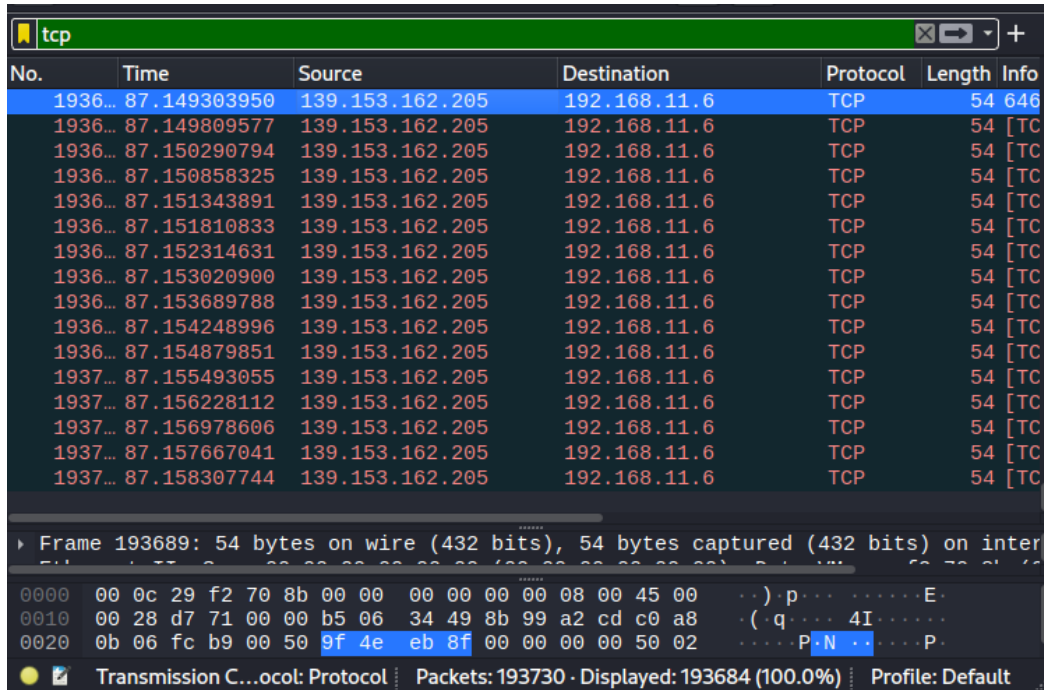 tcp
No. Time Source Destination Protocol Length Info
1936… 87.149303950 139.153.162.205 192.168.11.6 TCP 54 646
1936… 87.149809577 139.153.162.205 192.168.11.6 TCP 54 [TC
1936… 87.150290794 139.153.162.205 192.168.11.6 TCP 54 [TC
1936… 87.150858325 139.153.162.205 192.168.11.6 TCP 54 [TC
1936… 87.151343891 139.153.162.205 192.168.11.6 TCP 54 [TC
1936… 87.151810833 139.153.162.205 192.168.11.6 TCP 54 [TC
1936… 87.152314631 139.153.162.205 192.168.11.6 TCP 54 [TC
1936… 87.153020900 139.153.162.205 192.168.11.6 TCP 54 [TC
1936… 87.153689788 139.153.162.205 192.168.11.6 TCP 54 [TC
1936… 87.154248996 139.153.162.205 192.168.11.6 TCP 54 [TC
1936… 87.154879851 139.153.162.205 192.168.11.6 TCP 54 [TC
1937… 87.155493055 139.153.162.205 192.168.11.6 TCP 54 [TC
1937… 87.156228112 139.153.162.205 192.168.11.6 TCP 54 [TC
1937… 87.156978606 139.153.162.205 192.168.11.6 TCP 54 [TC
1937… 87.157667041 139.153.162.205 192.168.11.6 TCP 54 [TC
1937… 87.158307744 139.153.162.205 192.168.11.6 TCP 54 [TC
Frame 193689: 54 bytes on wire (432 bits), 54 bytes captured (432 bits) on inter
0000 00 0c 29 f2 70 8b 00 00 00 00 00 00 08 00 45 00 ··)·p··· ······E·
0010 00 28 d7 71 00 00 b5 06 34 49 8b 99 a2 cd c0 a8 ·(·q···· 4I······
0020 0b 06 fc b9 00 50 9f 4e eb 8f 00 00 00 00 50 02 ·····P·N ······P·
Transmission C…ocol: Protocol Packets: 193730 · Displayed: 193684 (100.0%) Profile: Default